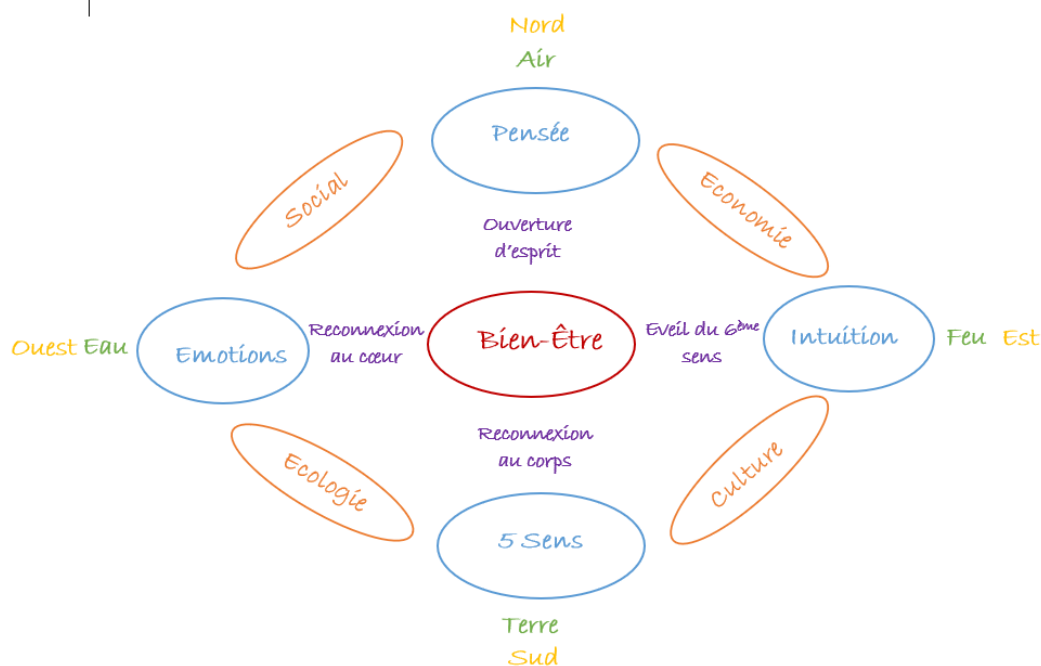 Nord
Air
Pensée
Social
Economie
Ouverture
d'esprit
Ouest Eau
Emotions
Reconnexion
au cœur
Bien-Être
Eveil du 6ème
sens
Intuition
Feu Est
Reconnexion
au corps
Ecologie
Culture
5 Sens
Terre
Sud